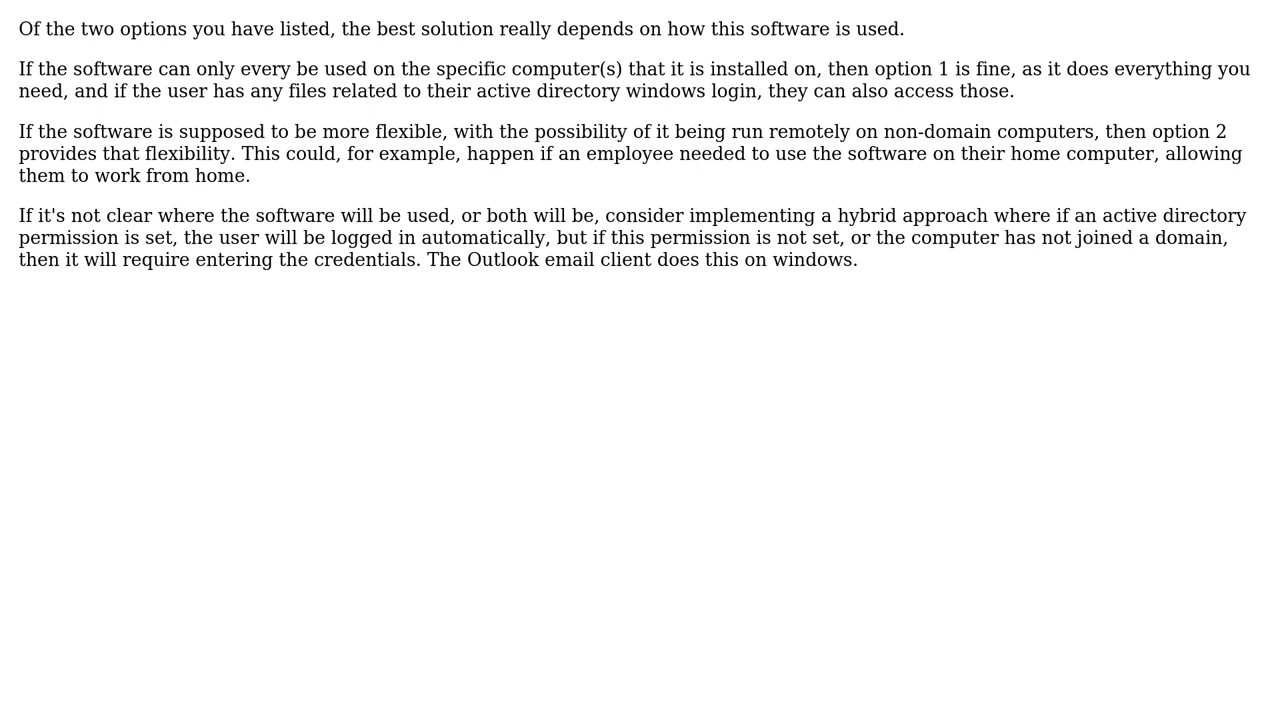 Of the two options you have listed, the best solution really depends on how this software is used.
If the software can only every be used on the specific computer(s) that it is installed on, then option 1 is fine, as it does everything you
need, and if the user has any files related to their active directory windows login, they can also access those.
If the software is supposed to be more flexible, with the possibility of it being run remotely on non-domain computers, then option 2
provides that flexibility. This could, for example, happen if an employee needed to use the software on their home computer, allowing
them to work from home.
If it's not clear where the software will be used, or both will be, consider implementing a hybrid approach where if an active directory
permission is set, the user will be logged in automatically, but if this permission is not set, or the computer has not joined a domain,
then it will require entering the credentials. The Outlook email client does this on windows.